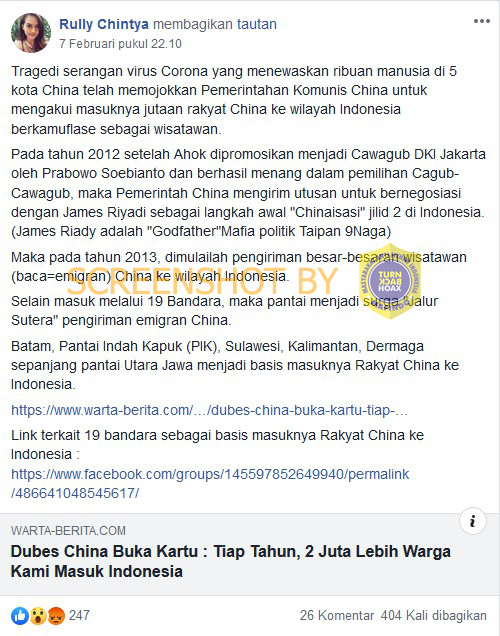 Rully Chintya membagikan tautan
7 Februari pukul 22.10
Tragedi serangan virus Corona yang menewaskan ribuan manusia di 5
kota China telah memojokkan Pemerintahan Komunis China untuk
mengakui masuknya jutaan rakyat China ke wilayah Indonesia
berkamuflase sebagai wisatawan.
Pada tahun 2012 setelah Ahok dipromosikan menjadi Cawagub DKI Jakarta
oleh Prabowo Soebianto dan berhasil menang dalam pemilihan Cagub-
Cawagub, maka Pemerintah China mengirim utusan untuk bernegosiasi
dengan James Riyadi sebagai langkah awal "Chinaisasi" jilid 2 di Indonesia.
(James Riady adalah "Godfather"Mafia politik Taipan 9Naga)
Maka pada tahun 2013, dimulailah pengiriman besar-besaran wisatawan
(baca=emigran) China ke wilayah Indonesia.
SCREENSHOT BY
TURN BACK HOAX
Selain masuk melalui 19 Bandara, maka pantai menjadi surga "Jalur
Sutera" pengiriman emigran China.
Batam, Pantai Indah Kapuk (PIK), Sulawesi, Kalimantan, Dermaga
sepanjang pantai Utara Jawa menjadi basis masuknya Rakyat China ke
Indonesia.
https://www.warta-berita.com/…/dubes-china-buka-kartu-tiap-...
Link terkait 19 bandara sebagai basis masuknya Rakyat China ke
Indonesia :
https://www.facebook.com/groups/145597852649940/permalink
/486641048545617/
WARTA-BERITA.COM
Dubes China Buka Kartu : Tiap Tahun, 2 Juta Lebih Warga
Kami Masuk Indonesia
247
26 Komentar 404 Kali dibagikan